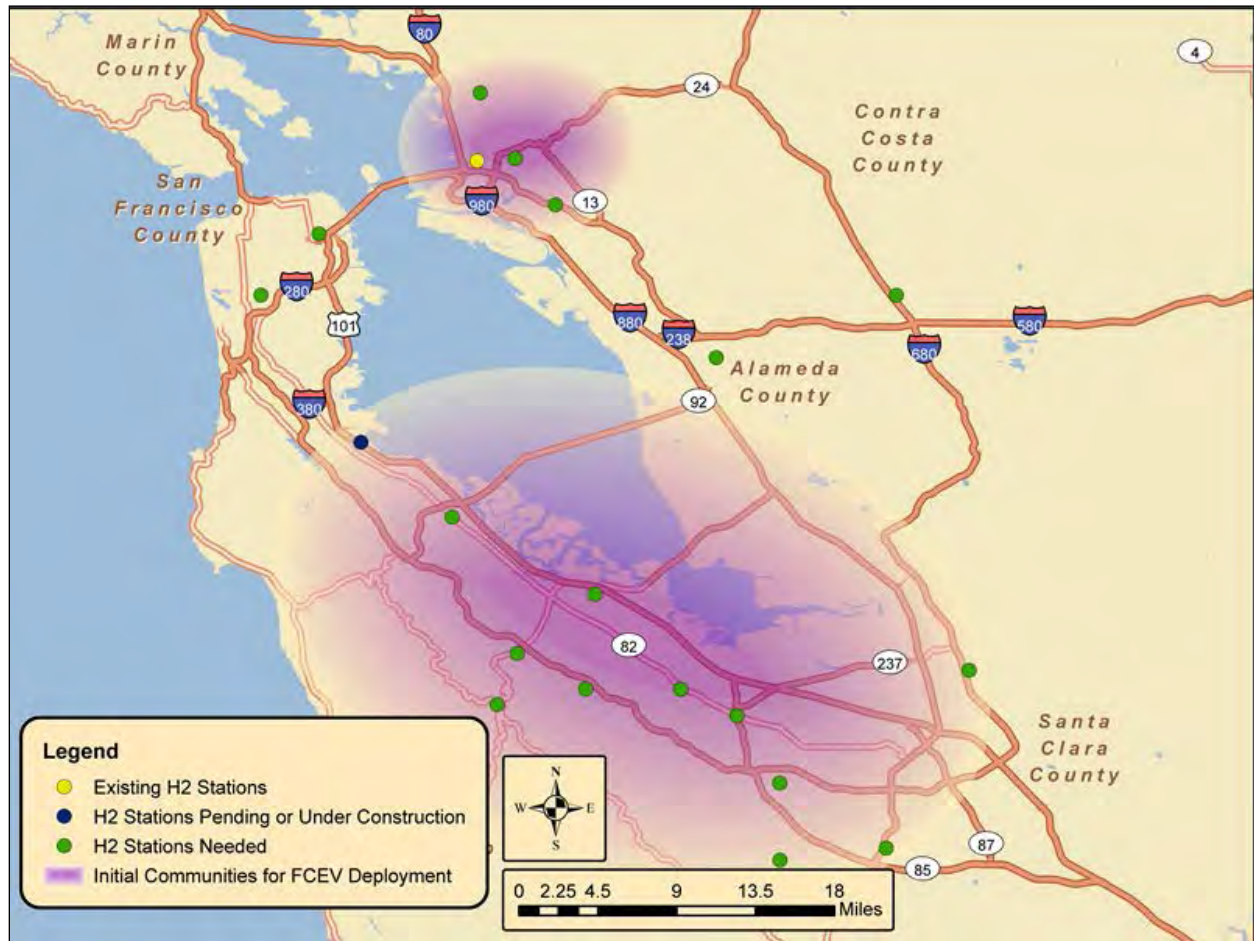 80
Marin
County
4
24
Contra
Costa
County
San
Francisco
County
980
13
280
101
880
238
580
680
Alameda
County
92
380
82
237
Santa
Clara
County
Legend
Existing H2 Stations
H2 Stations Pending or Under Construction
H2 Stations Needed
Initial Communities for FCEV Deployment
N
W E
S
87
85
0 2.25 4.5 9 13.5 18
Miles